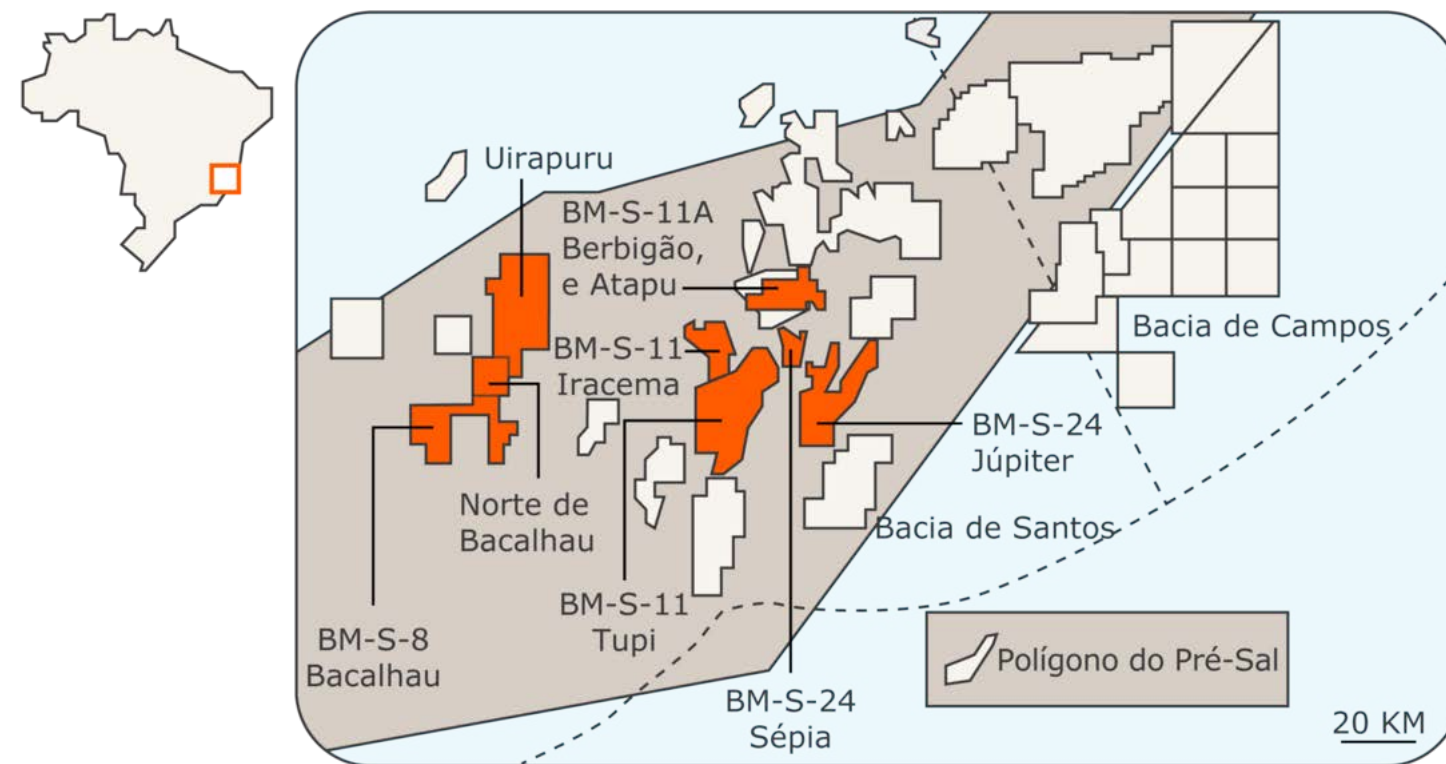 Uirapuru
BM-S-11A
Berbigão,
e Atapu
BM-S-11
Iracema
Bacia de Campos
BM-S-24
Júpiter
Norte de
Bacalhau
Bacia de Santos
BM-S-11
Tupi
BM-S-8
Bacalhau
BM-S-24
Sépia
Polígono do Pré-Sal
20 KM